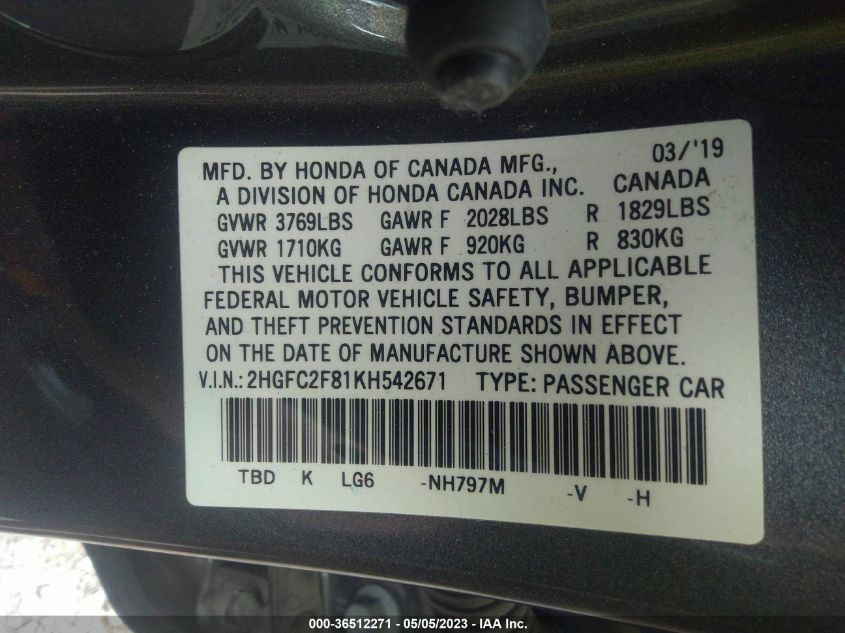 03/'19
MFD. BY HONDA OF CANADA MFG.,
A DIVISION OF HONDA CANADA INC. CANADA
GVWR 3769LBS GAWR F 2028LBS R 1829LBS
GVWR 1710KG GAWR F 920KG R 830KG
THIS VEHICLE CONFORMS TO ALL APPLICABLE
FEDERAL MOTOR VEHICLE SAFETY, BUMPER,
AND THEFT PREVENTION STANDARDS IN EFFECT
ON THE DATE OF MANUFACTURE SHOWN ABOVE.
V.I.N.: 2HGFC2F81KH542671 TYPE: PASSENGER CAR
TBD K LG6 -NH797M -V -H
000-36512271 - 05/05/2023 - IAA Inc.